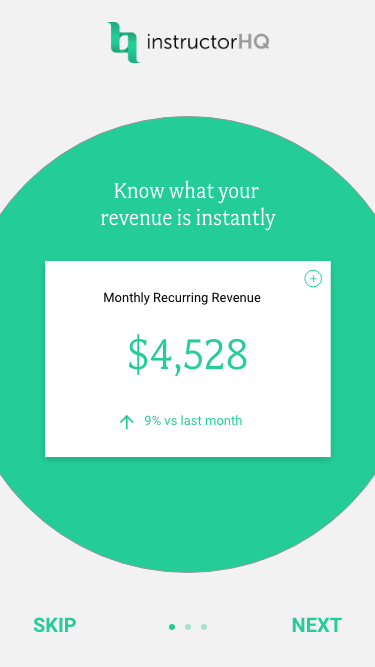 instructorHQ
Know what your
revenue is instantly
Monthly Recurring Revenue
$4,528
9% vs last month
SKIP
NEXT